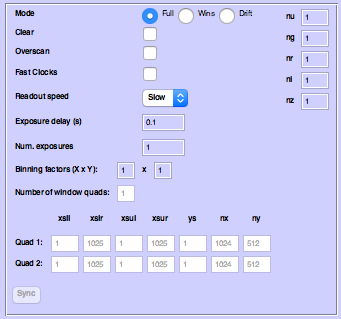 Mode Full Wins Drift nu 1
Clear ng 1
Overscan nr 1
Fast Clocks nl 1
Readout speed Slow nz 1
Exposure delay (s) 0.1
Num. exposures 1
Binning factors (X x Y): 1 x 1
Number of window quads: 1
xsll xslr xsul xsur ys nx ny
Quad 1: 1 1025 1 1025 1 1024 512
Quad 2: 1 1025 1 1025 1 1024 512
Sync